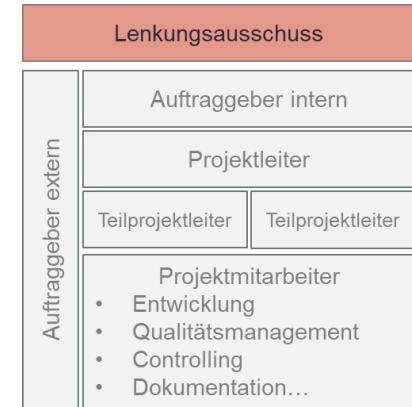 Lenkungsausschuss
Auftraggeber extern
Auftraggeber intern
Projektleiter
Teilprojektleiter
Teilprojektleiter
Projektmitarbeiter
• Entwicklung
• Qualitätsmanagement
• Controlling
• Dokumentation…